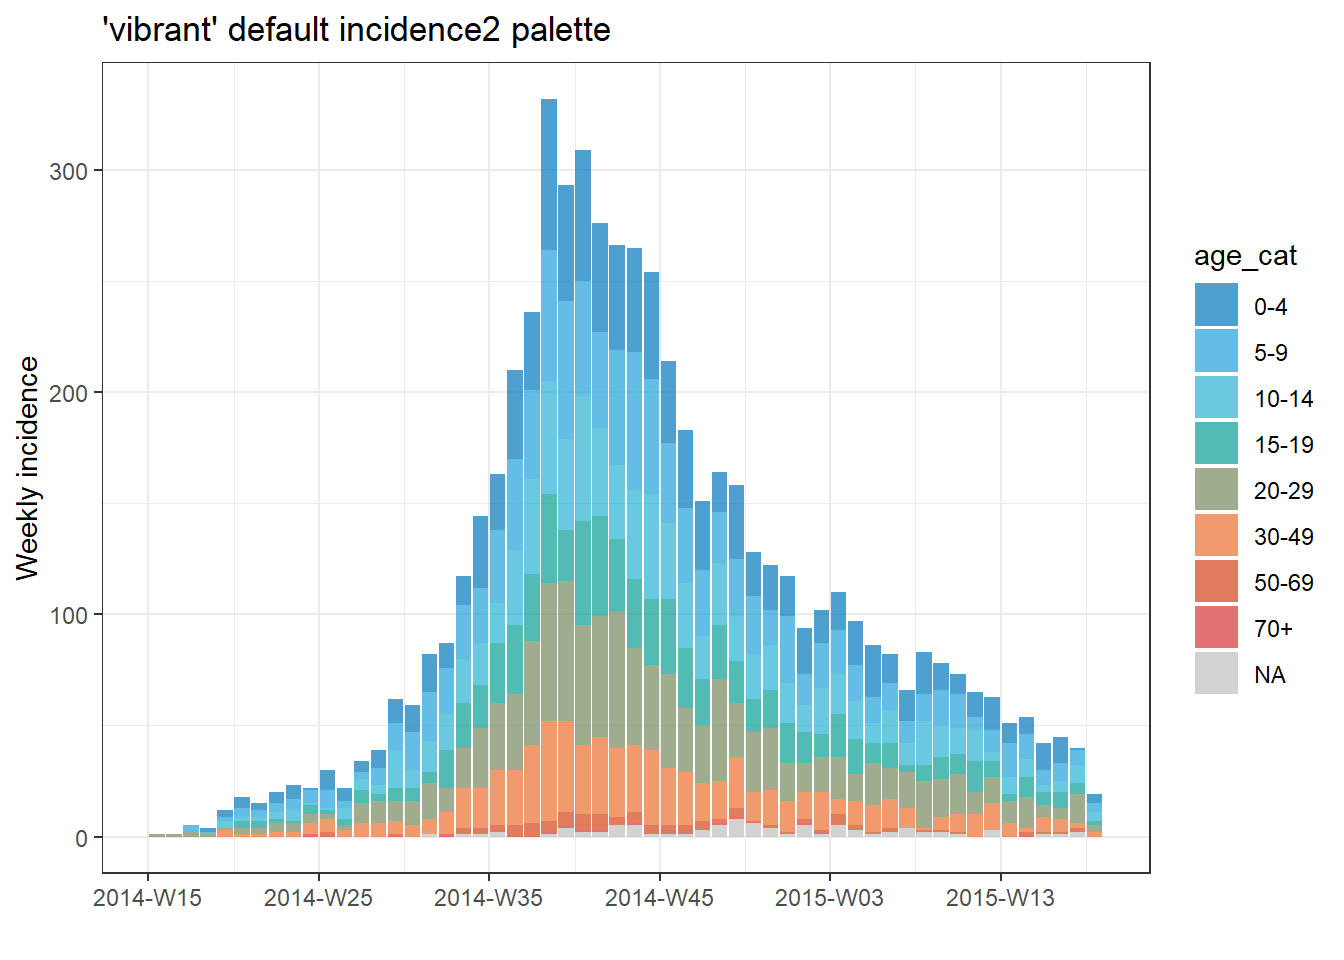 'vibrant' default incidence2 palette
Weekly incidence
300
200
100
0
2014-W15 2014-W25 2014-W35 2014-W45 2015-W03 2015-W13
age_cat
0-4
5-9
10-14
15-19
20-29
30-49
50-69
70+
NA